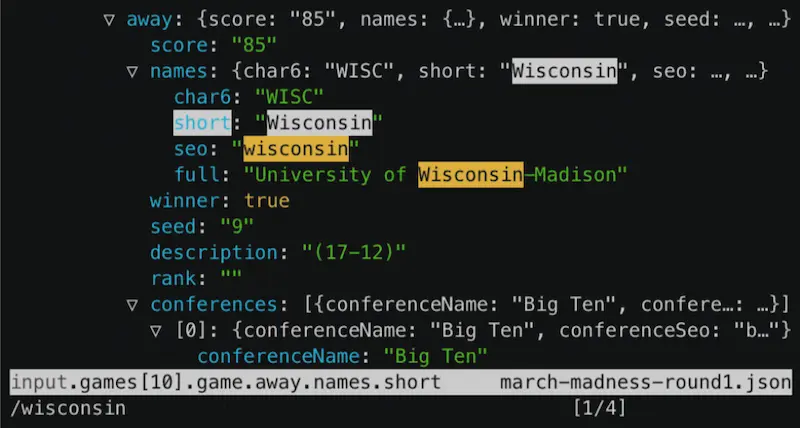 ▽ away: {score: "85", names: {…}, winner: true, seed: …, …}
score: "85"
▽ names: {char6: "WISC", short: "Wisconsin", seo: …, …}
char6: "WISC"
short: "Wisconsin"
seo: "wisconsin"
full: "University of Wisconsin–Madison"
winner: true
seed: "9"
description: "(17-12)"
rank: ""
▽ conferences: [{conferenceName: "Big Ten", confere…: …}]
▽ [0]: {conferenceName: "Big Ten", conferenceSeo: "b…"}
conferenceName: "Big Ten"
input.games[10].game.away.names.short march-madness-round1.json
/wisconsin [1/4]